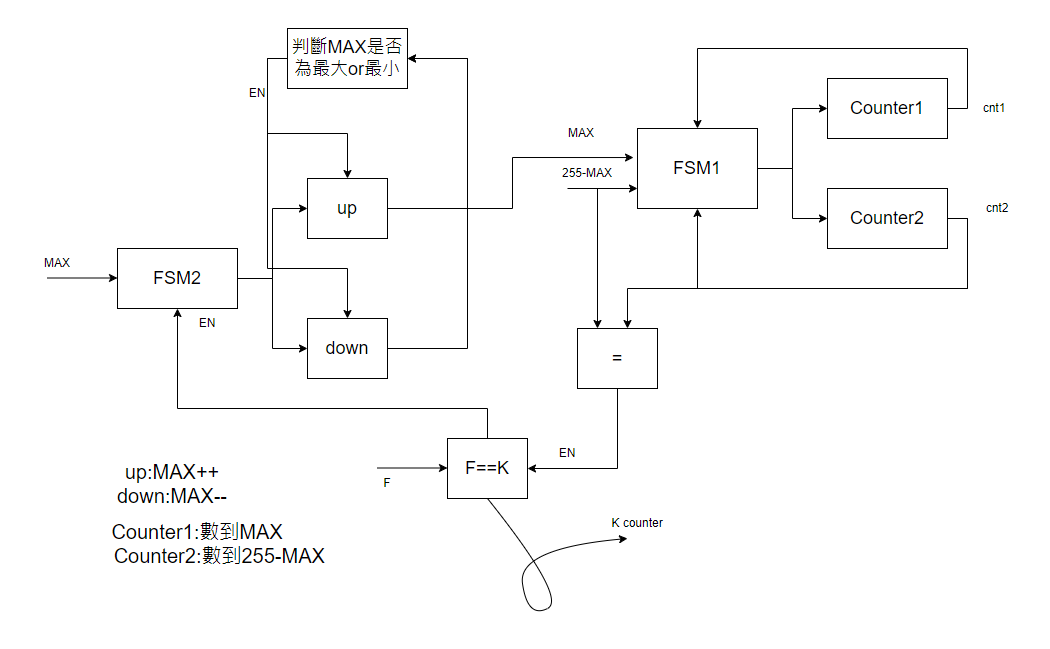 判斷MAX是否
為最大or最小
EN
up
down
MAX
FSM2
EN
MAX
255-MAX
FSM1
Counter1
cnt1
Counter2
cnt2
=
EN
F==K
F
K counter
up:MAX++
down:MAX--
Counter1:數到MAX
Counter2:數到255-MAX